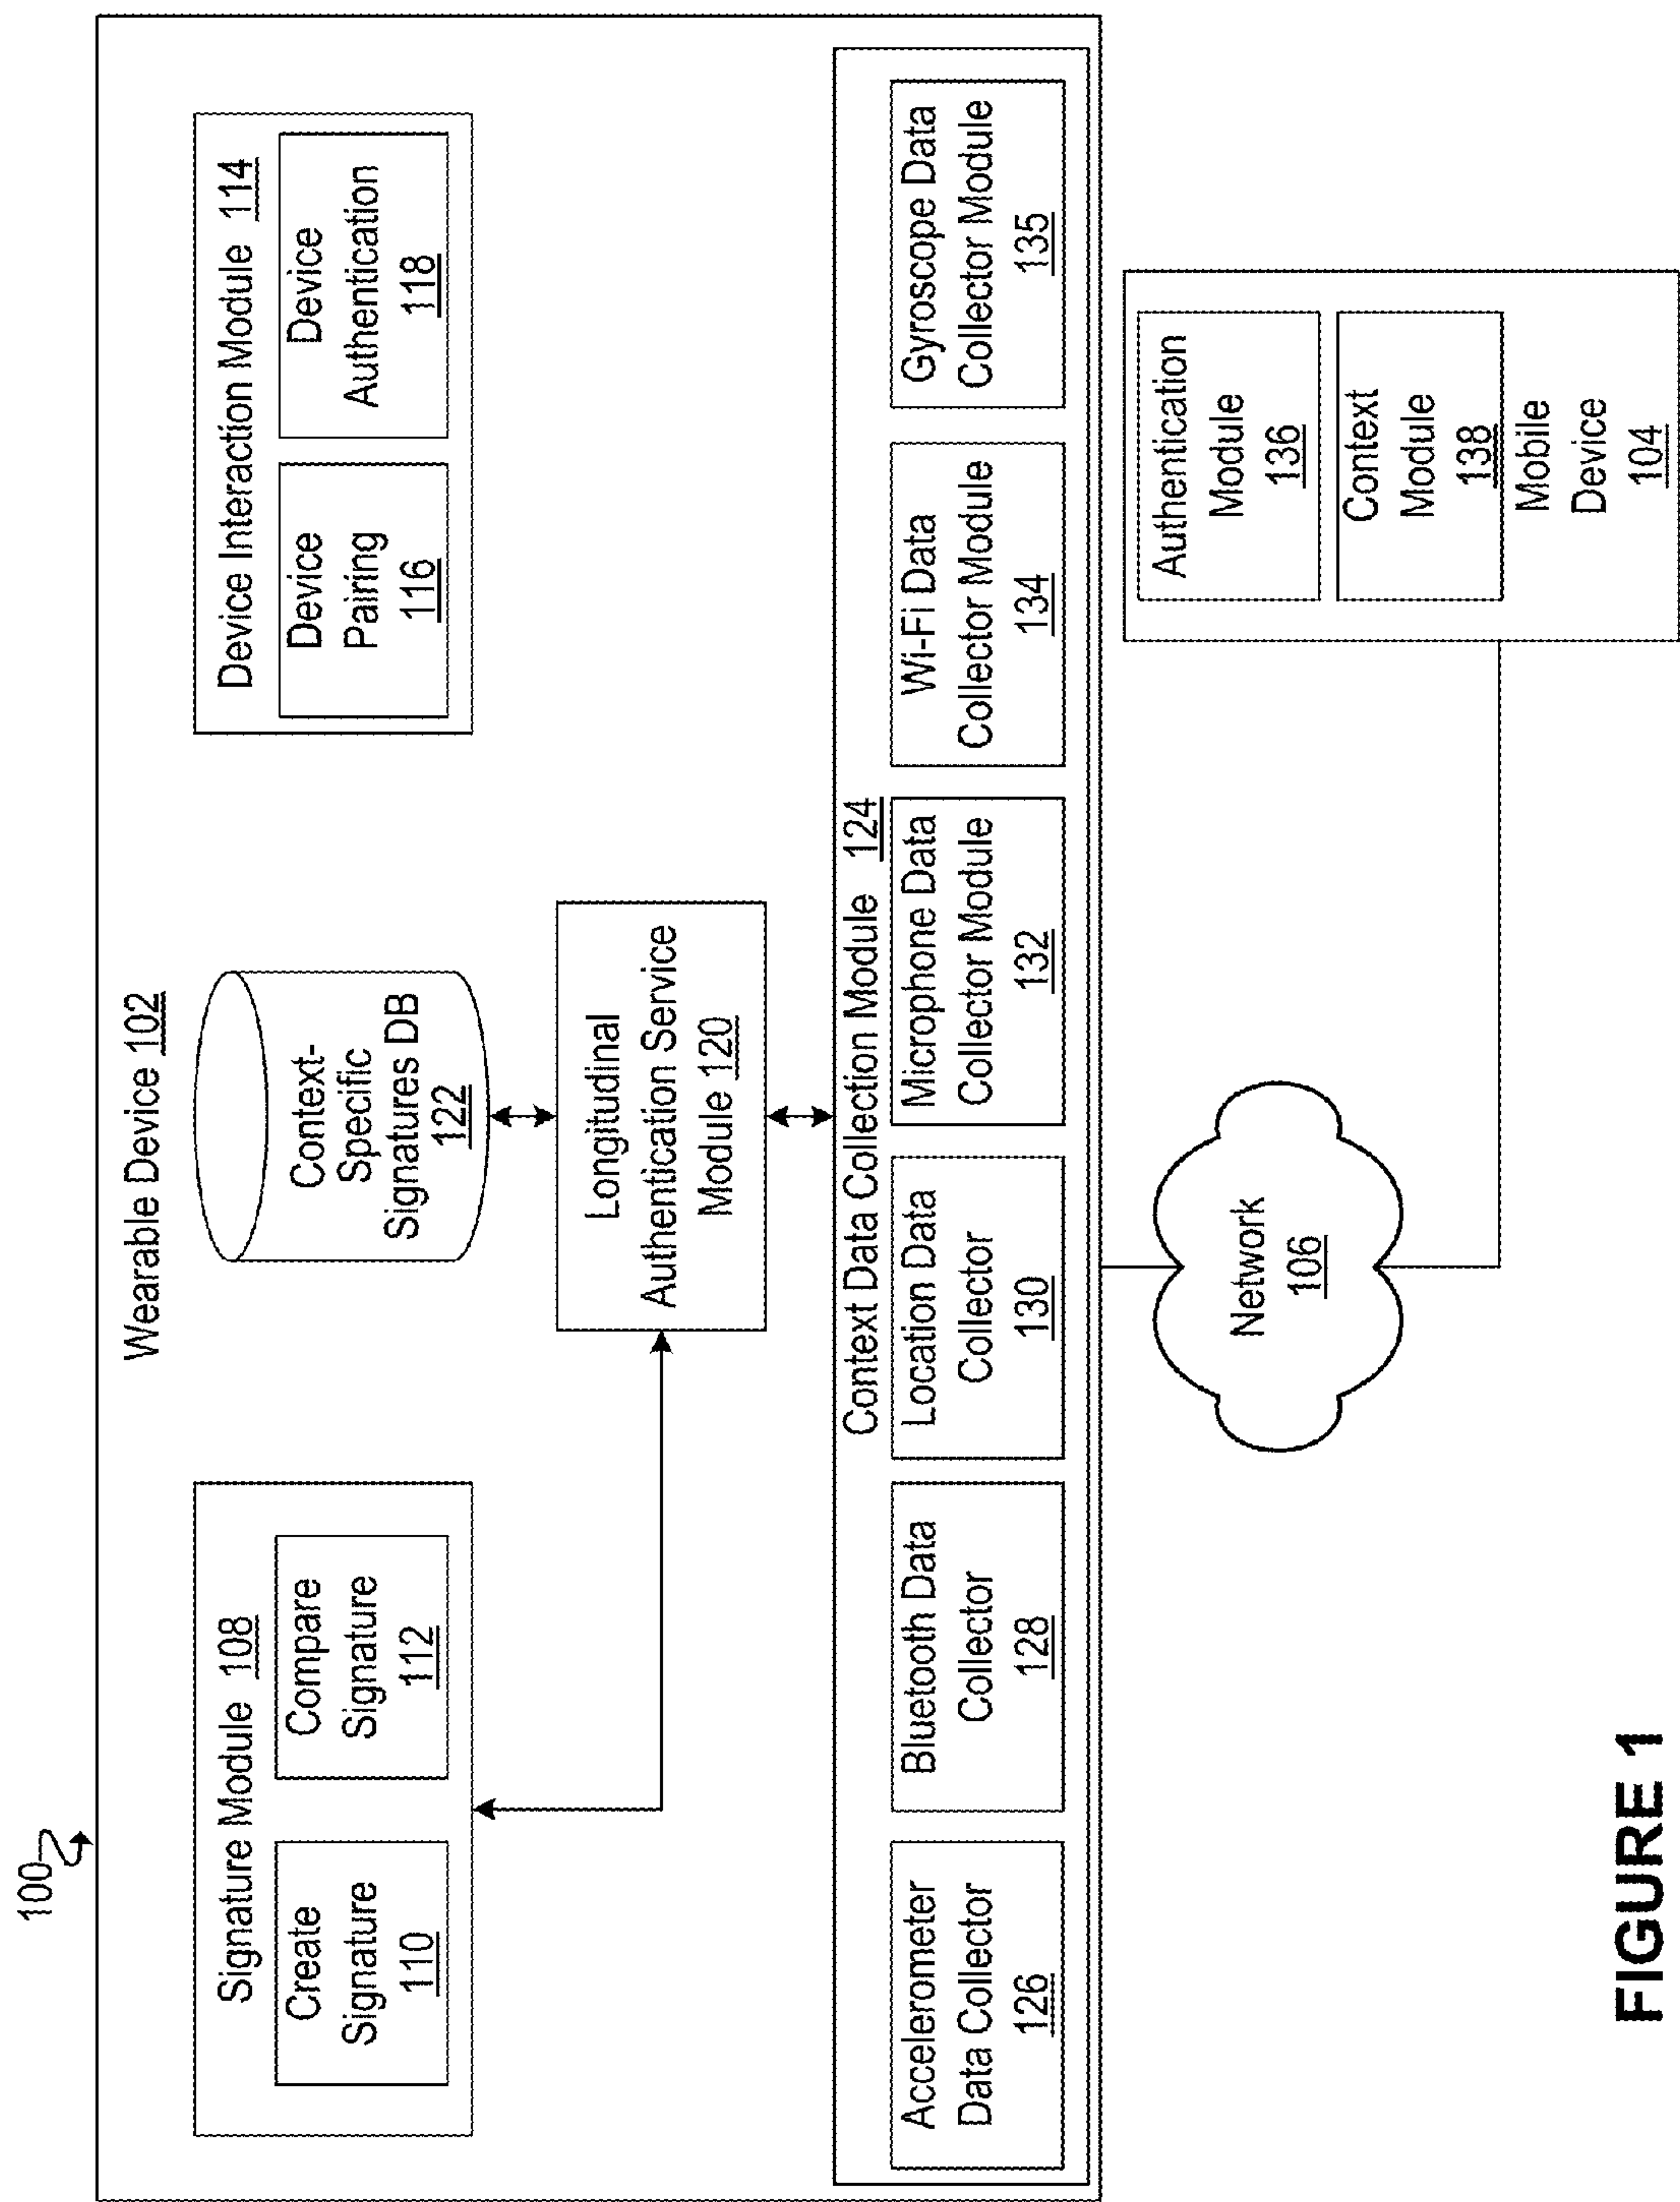 100
Wearable Device 102
Signature Module 108
Create
Signature
110
Compare
Signature
112
Context-
Specific
Signatures DB
122
Device Interaction Module 114
Device
Pairing
116
Device
Authentication
118
Longitudinal
Authentication Service
Module 120
Context Data Collection Module 124
Accelerometer
Data Collector
126
Bluetooth Data
Collector
128
Location Data
Collector
130
Microphone Data
Collector Module
132
Wi-Fi Data
Collector Module
134
Gyroscope Data
Collector Module
135
Network
106
Authentication
Module
136
Context
Module
138
Mobile
Device
104
FIGURE 1